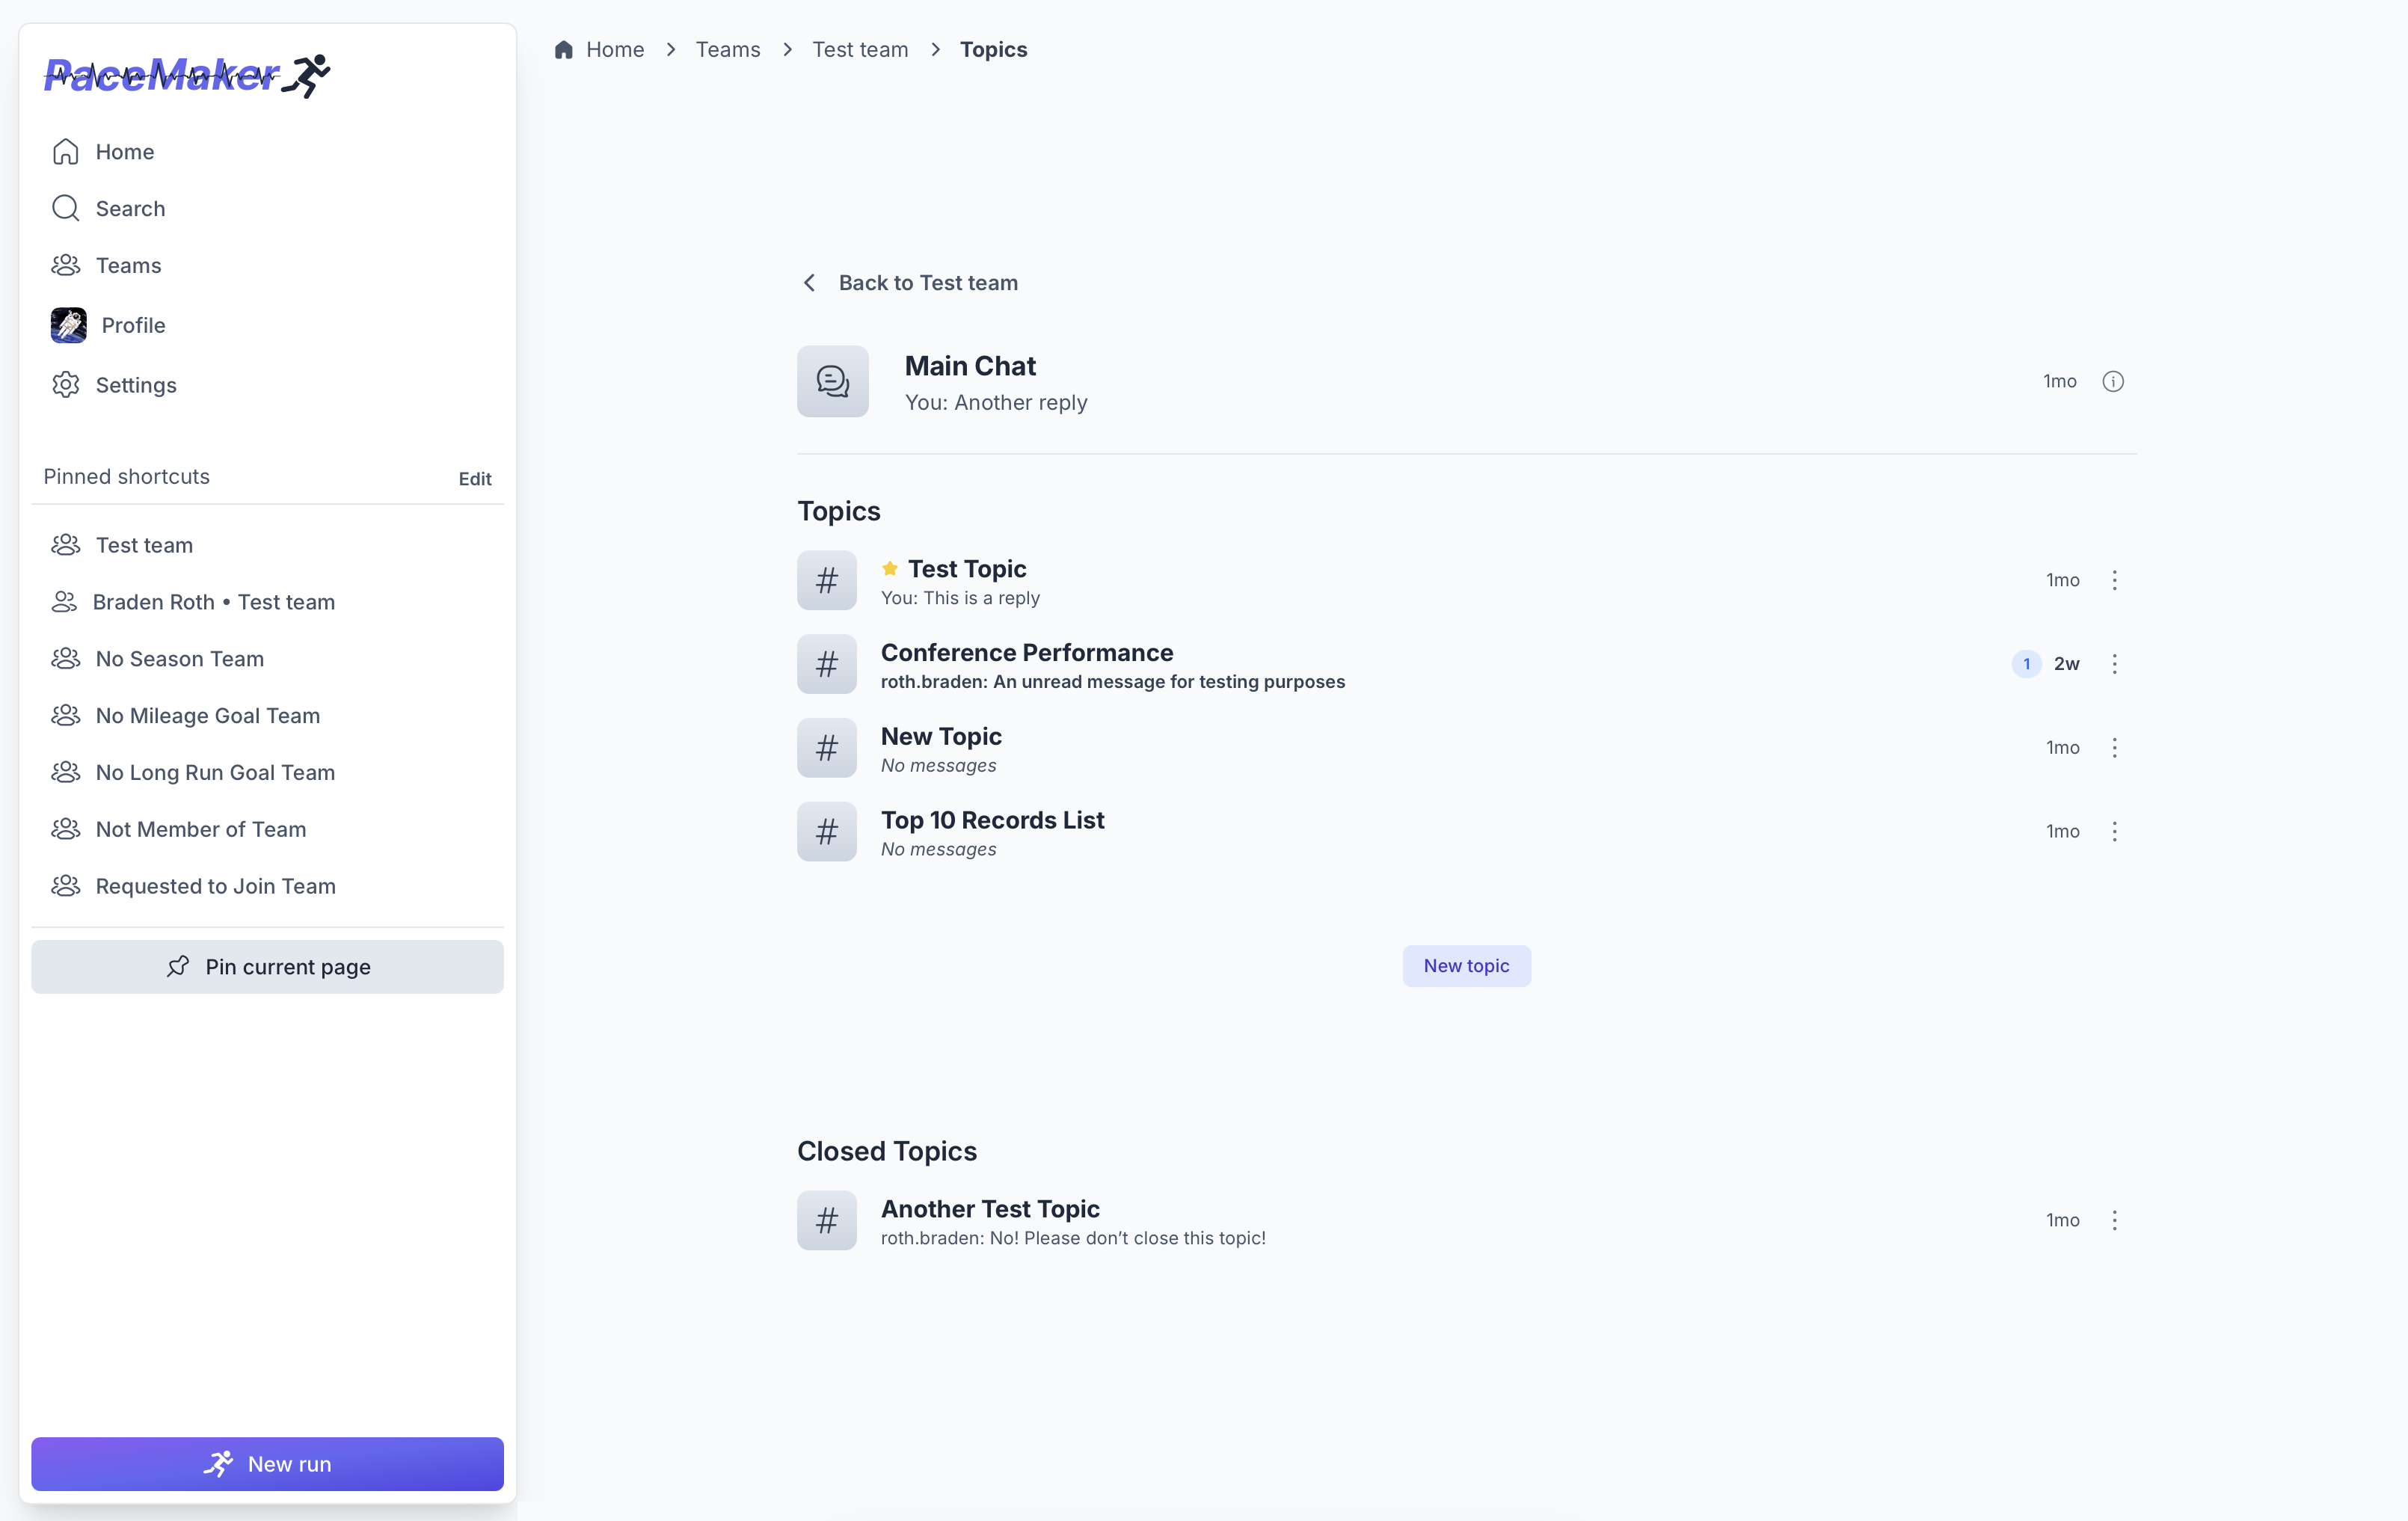 PaceMaker
Home
Search
Teams
Profile
Settings
Pinned shortcuts Edit
Test team
Braden Roth • Test team
No Season Team
No Mileage Goal Team
No Long Run Goal Team
Not Member of Team
Requested to Join Team
Pin current page
New run
Home > Teams > Test team > Topics
Back to Test team
Main Chat
You: Another reply
1mo
Topics
Test Topic
You: This is a reply
1mo
Conference Performance
roth.braden: An unread message for testing purposes
1 2w
New Topic
No messages
1mo
Top 10 Records List
No messages
1mo
New topic
Closed Topics
Another Test Topic
roth.braden: No! Please don’t close this topic!
1mo